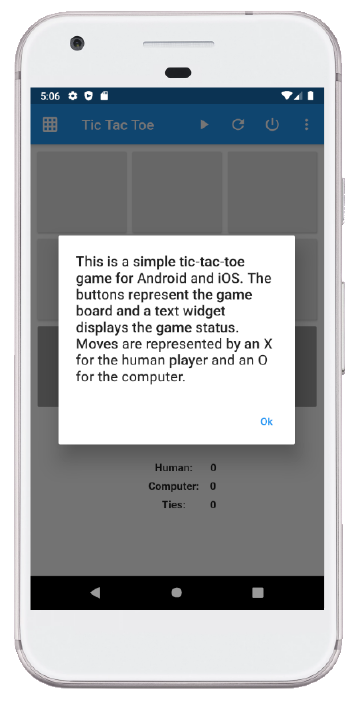 5:06
Tic Tac Toe
This is a simple tic-tac-toe
game for Android and iOS. The
buttons represent the game
board and a text widget
displays the game status.
Moves are represented by an X
for the human player and an O
for the computer.
Ok
Human: 0
Computer: 0
Ties: 0